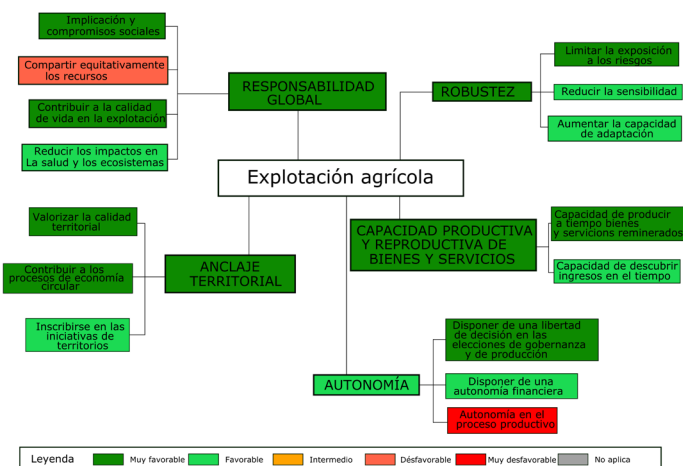 Implicación y
compromisos sociales
Compartir equitativamente
los recursos
Contribuir a la calidad
de vida en la explotación
Reducir los impactos en
La salud y los ecosistemas
RESPONSABILIDAD
GLOBAL
ROBUSTEZ
Limitar la exposición
a los riesgos
Reducir la sensibilidad
Aumentar la capacidad
de adaptación
Explotación agrícola
Valorizar la calidad
territorial
Contribuir a los
procesos de economía
circular
Inscribirse en las
iniciativas de
territorios
ANCLAJE
TERRITORIAL
CAPACIDAD PRODUCTIVA
Y REPRODUCTIVA DE
BIENES Y SERVICIOS
Capacidad de producir
a tiempo bienes
y servicions reminerados
Capacidad de descubrir
ingresos en el tiempo
AUTONOMÍA
Disponer de una libertad
de decisión en las
elecciones de gobernanza
y de producción
Disponer de una
autonomía financiera
Autonomía en el
proceso productivo
Leyenda
Muy favorable
Favorable
Intermedio
Désfavorable
Muy desfavorable
No aplica